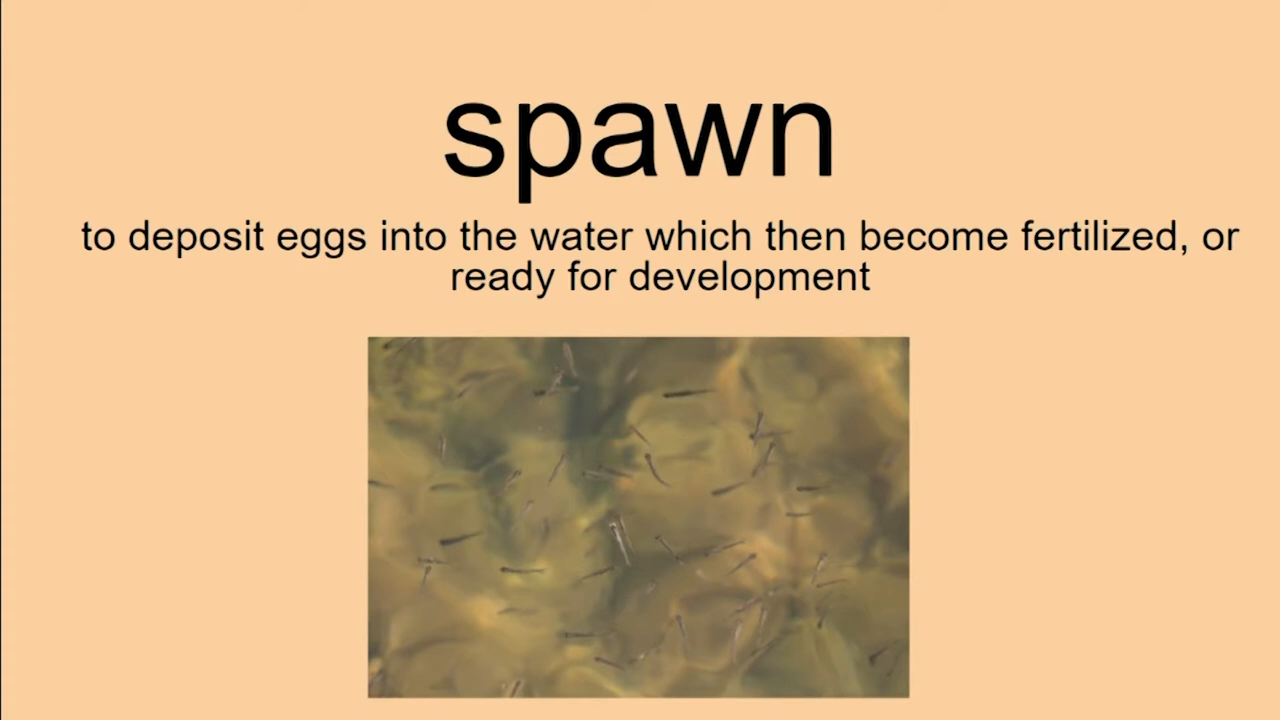 spawn
to deposit eggs into the water which then become fertilized, or
ready for development